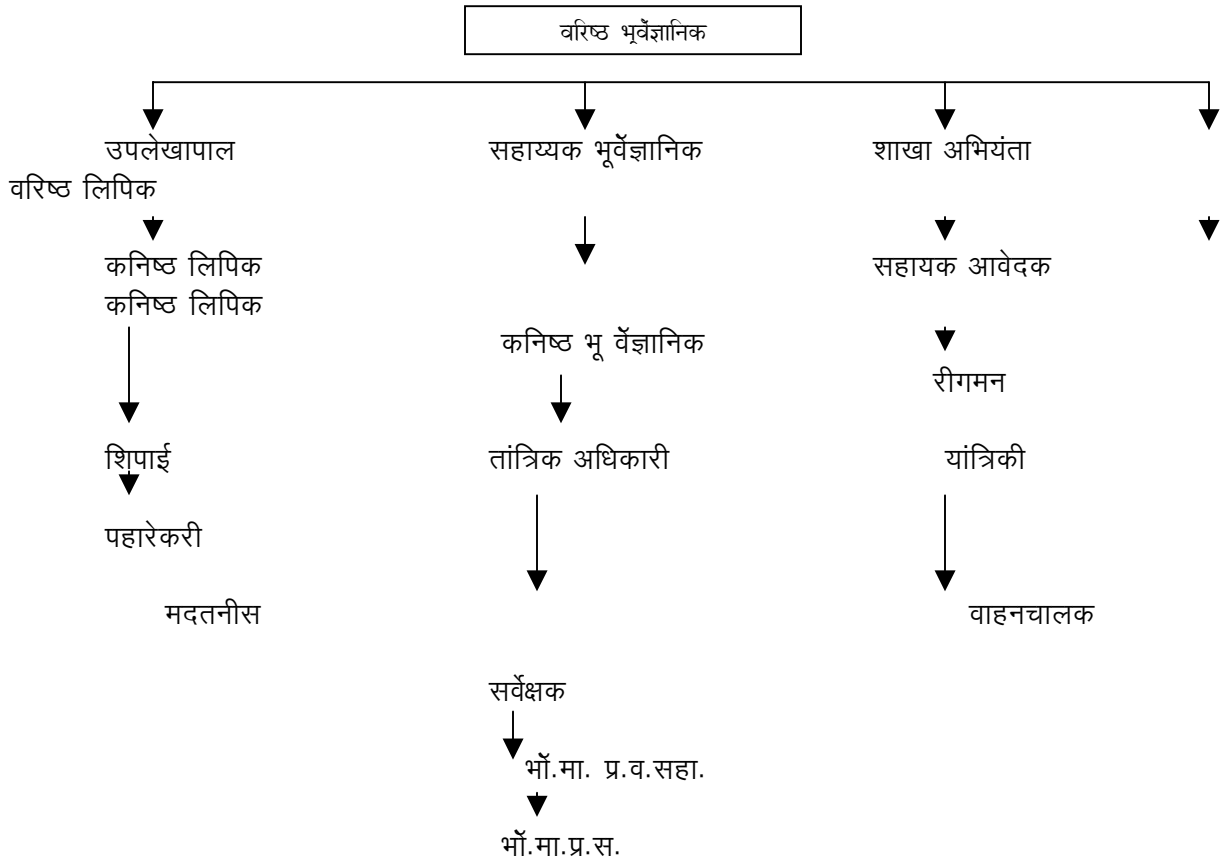 वरिष्ठ भूवॅज्ञानिक
उपलेखापाल
सहाय्यक भूवॅज्ञानिक
शाखा अभियंता
वरिष्ठ लिपिक
कनिष्ठ लिपिक
सहायक आवेदक
कनिष्ठ लिपिक
कनिष्ठ भू वॅज्ञानिक
रीगमन
शिपाई
तांत्रिक अधिकारी
यांत्रिकी
पहारेकरी
मदतनीस
वाहनचालक
सर्वेक्षक
भॉ.मा. प्र.व.सहा.
भॉ.मा.प्र.स.